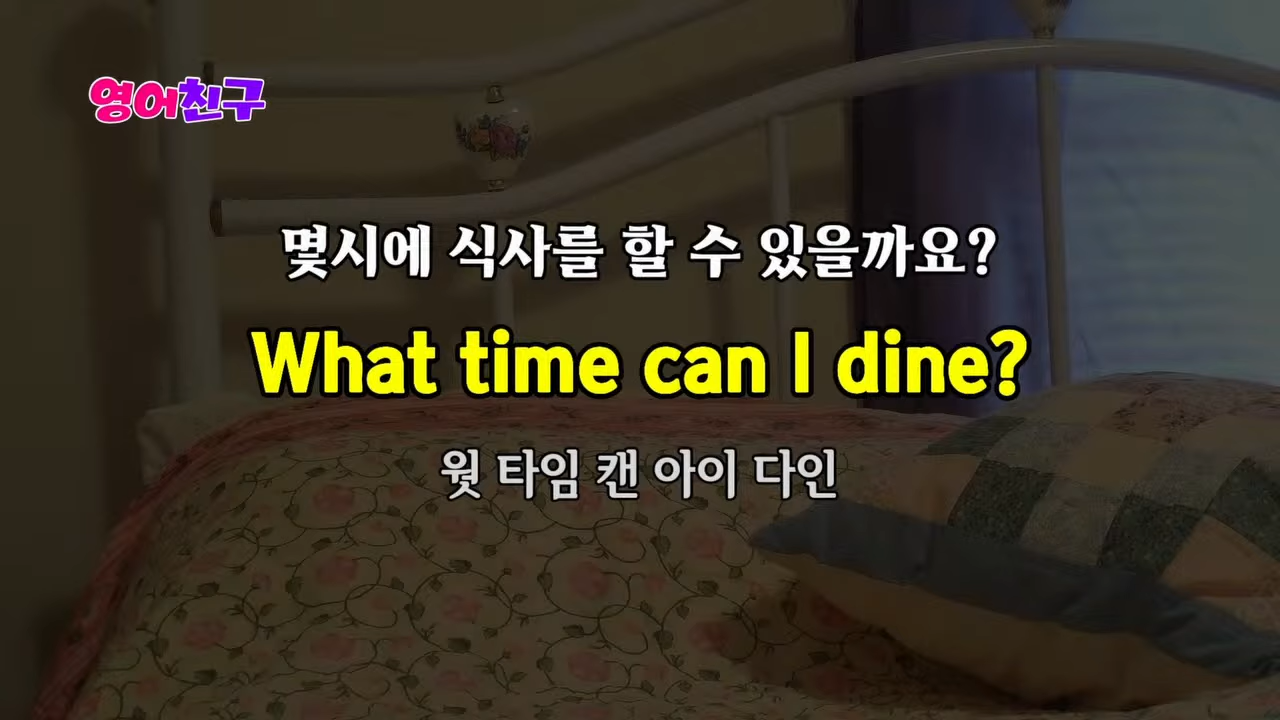 영어친구
몇시에 식사를 할 수 있을까요?
What time can I dine?
웟 타임 캔 아이 다인